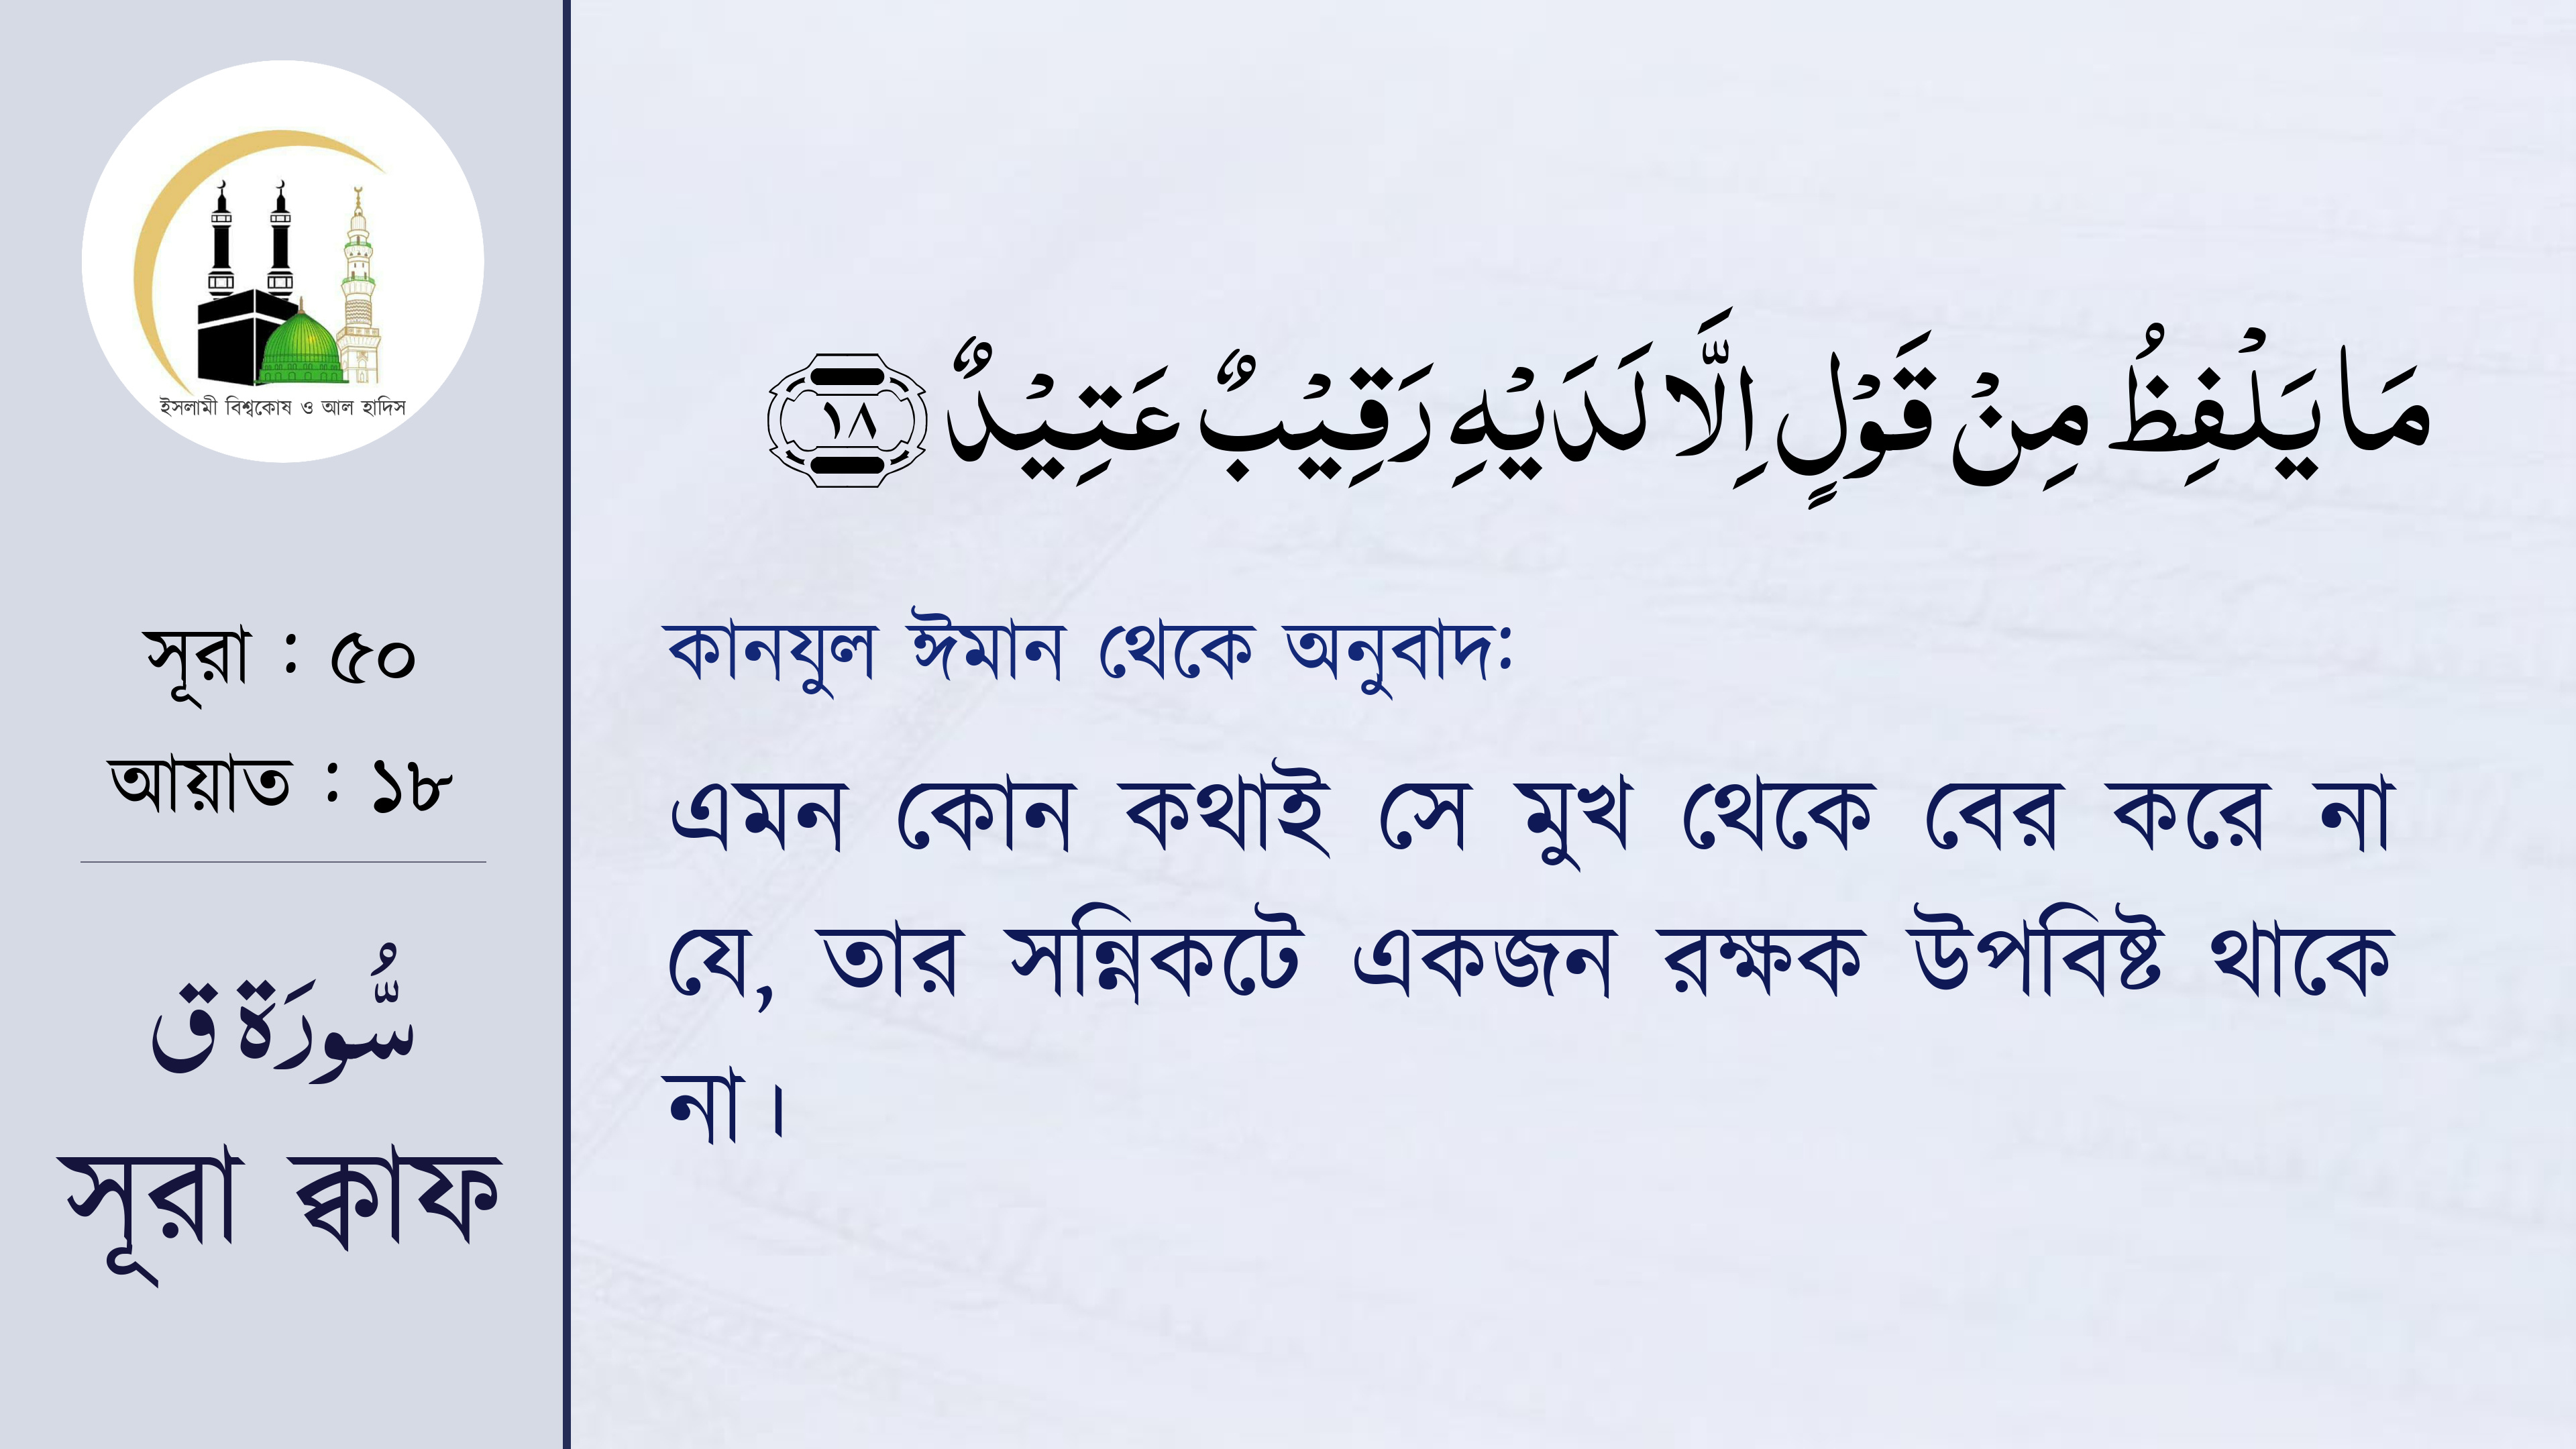 ইসলামী বিশ্বকোষ ও আল হাদিস
সূরা : ৫০
আয়াত : ১৮
سُّورَة ق
সূরা ক্বাফ
مَا يَلْفِظُ مِنْ قَوْلٍ اِلَّا لَدَيْهِ رَقِيْبٌ عَتِيْدٌ ١٨
কানযুল ঈমান থেকে অনুবাদ:
এমন কোন কথাই সে মুখ থেকে বের করে না
যে, তার সন্নিকটে একজন রক্ষক উপবিষ্ট থাকে
না।